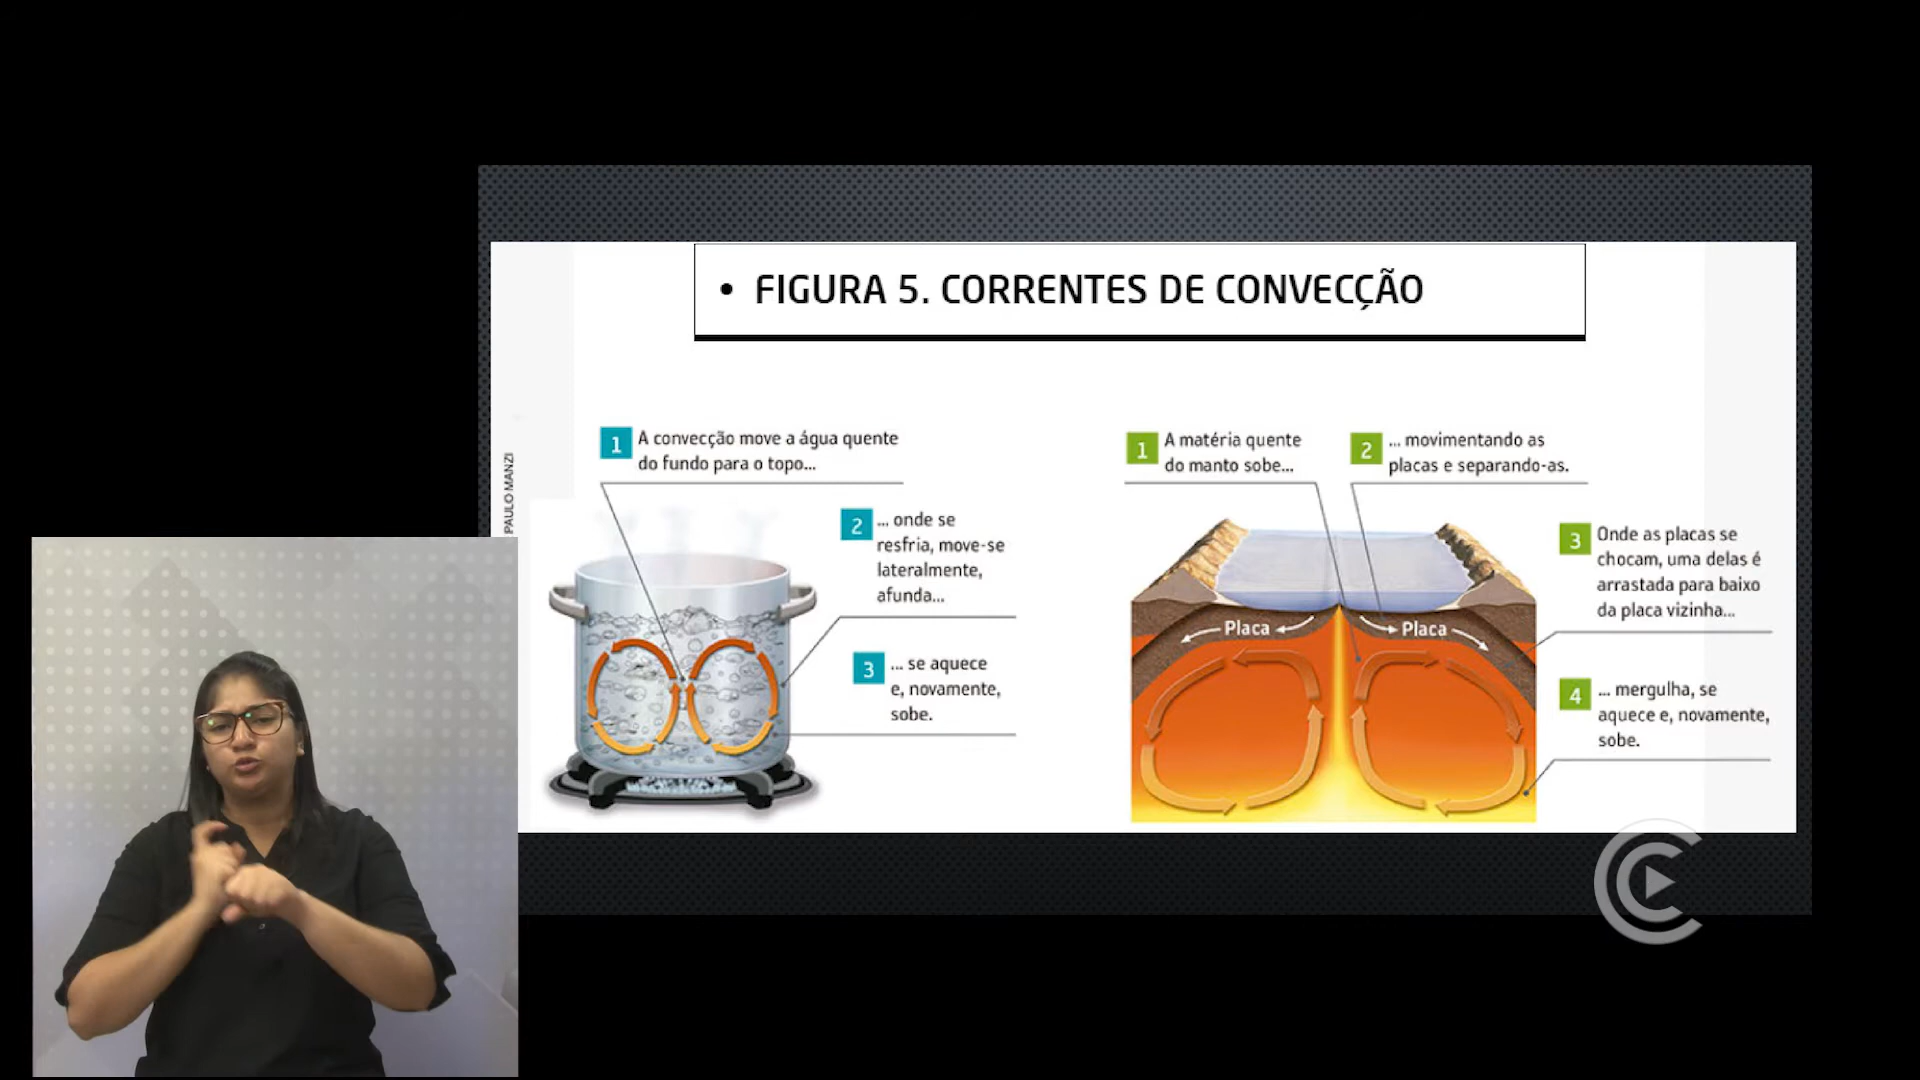 • FIGURA 5. CORRENTES DE CONVECÇÃO
PAULO MANZI
1 A convecção move a água quente
do fundo para o topo...
2 ... onde se
resfria, move-se
lateralmente,
afunda...
3 ... se aquece
e, novamente,
sobe.
1 A matéria quente
do manto sobe...
2 ... movimentando as
placas e separando-as.
3 Onde as placas se
chocam, uma delas é
arrastada para baixo
da placa vizinha...
4 ... mergulha, se
aquece e, novamente,
sobe.
Placa
Placa